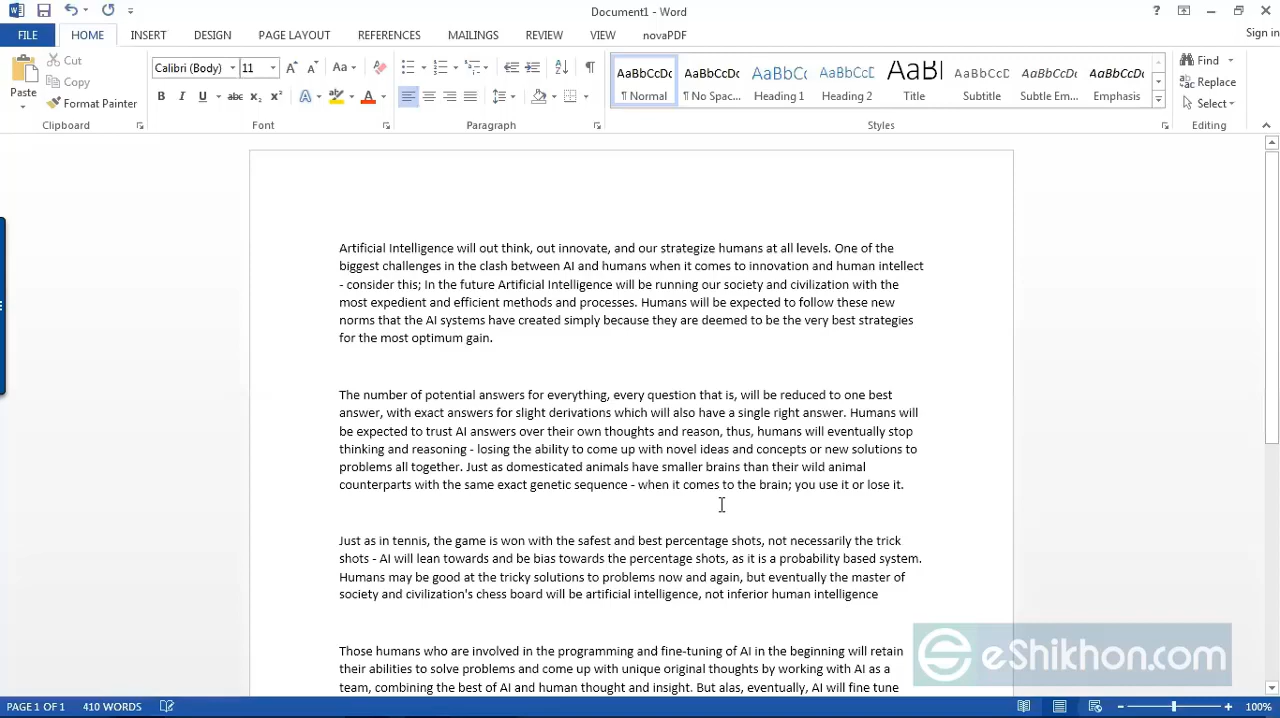 Document1 - Word
Sign in
FILE HOME INSERT DESIGN PAGE LAYOUT REFERENCES MAILINGS REVIEW VIEW novaPDF
Paste
Cut
Copy
Format Painter
Calibri (Body) 11
AaBbCcDc AaBbCcDc AaBbCc AaBbCcC AaBl AaBbCcD AaBbCcDc AaBbCcDc
¶ Normal ¶ No Spac... Heading 1 Heading 2 Title Subtitle Subtle Em... Emphasis
Find
Replace
Select
Clipboard Font Paragraph Styles Editing
Artificial Intelligence will out think, out innovate, and our strategize humans at all levels. One of the
biggest challenges in the clash between AI and humans when it comes to innovation and human intellect
- consider this; In the future Artificial Intelligence will be running our society and civilization with the
most expedient and efficient methods and processes. Humans will be expected to follow these new
norms that the AI systems have created simply because they are deemed to be the very best strategies
for the most optimum gain.
The number of potential answers for everything, every question that is, will be reduced to one best
answer, with exact answers for slight derivations which will also have a single right answer. Humans will
be expected to trust AI answers over their own thoughts and reason, thus, humans will eventually stop
thinking and reasoning - losing the ability to come up with novel ideas and concepts or new solutions to
problems all together. Just as domesticated animals have smaller brains than their wild animal
counterparts with the same exact genetic sequence - when it comes to the brain; you use it or lose it.
Just as in tennis, the game is won with the safest and best percentage shots, not necessarily the trick
shots - AI will lean towards and be bias towards the percentage shots, as it is a probability based system.
Humans may be good at the tricky solutions to problems now and again, but eventually the master of
society and civilization's chess board will be artificial intelligence, not inferior human intelligence
Those humans who are involved in the programming and fine-tuning of AI in the beginning will retain
their abilities to solve problems and come up with unique original thoughts by working with AI as a
team, combining the best of AI and human thought and insight. But alas, eventually, AI will fine tune
eShikhon.com
PAGE 1 OF 1 410 WORDS 100%